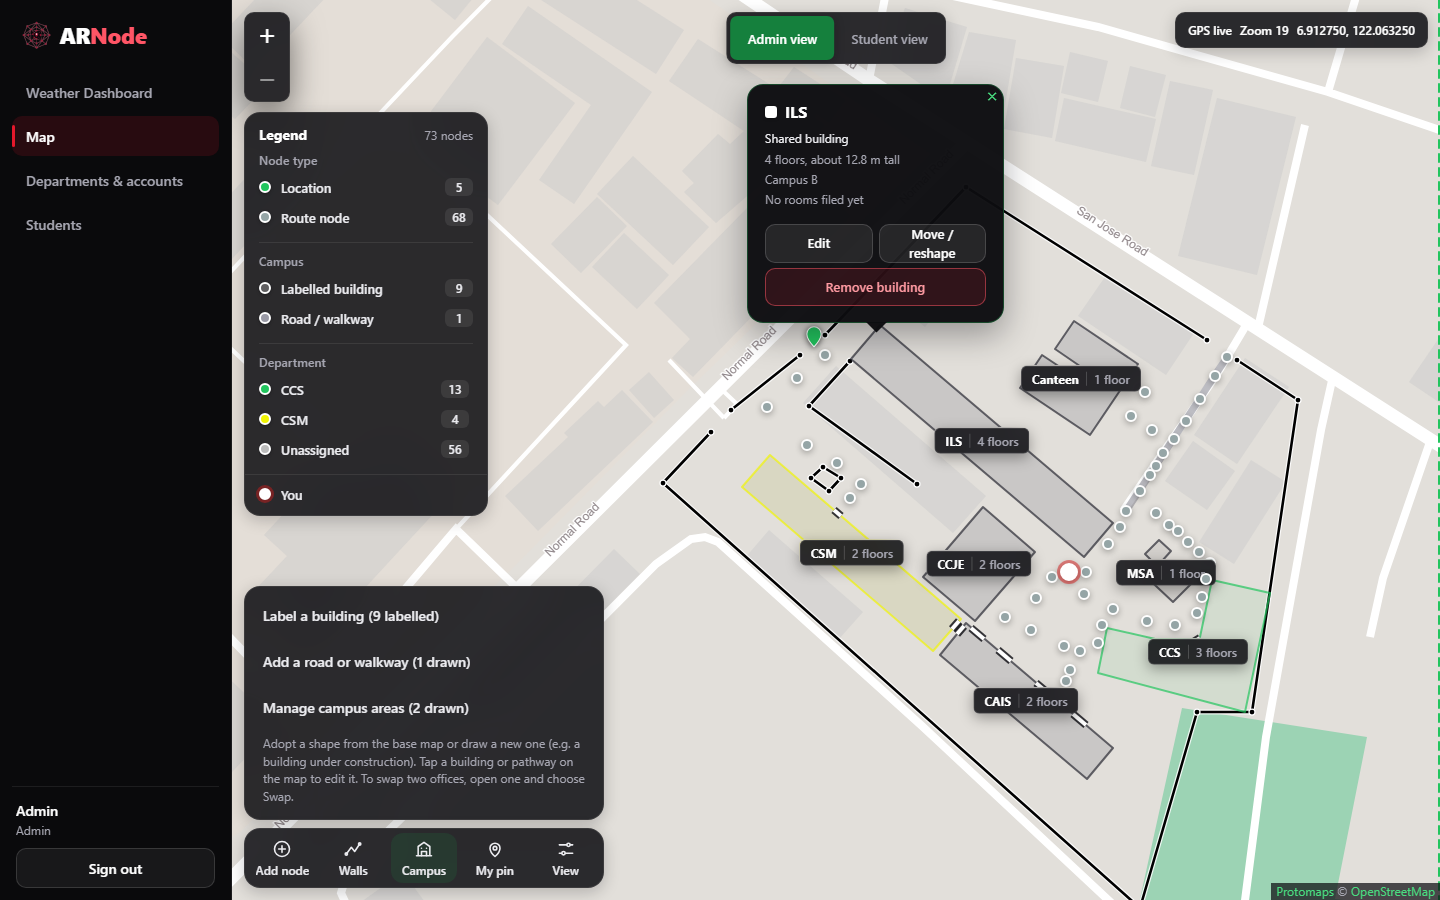 ARNode
Weather Dashboard
Map
Departments & accounts
Students
Admin
Admin
Sign out
+
−
Legend
73 nodes
Node type
Location
5
Route node
68
Campus
Labelled building
9
Road / walkway
1
Department
CCS
13
CSM
4
Unassigned
56
You
Label a building (9 labelled)
Add a road or walkway (1 drawn)
Manage campus areas (2 drawn)
Adopt a shape from the base map or draw a new one (e.g. a
building under construction). Tap a building or pathway on
the map to edit it. To swap two offices, open one and choose
Swap.
Add node
Walls
Campus
My pin
View
Admin view
Student view
GPS live Zoom 19 6.912750, 122.063250
×
ILS
Shared building
4 floors, about 12.8 m tall
Campus B
No rooms filed yet
Edit
Move /
reshape
Remove building
San Jose Road
Normal Road
Normal Road
Canteen
1 floor
ILS
4 floors
CSM
2 floors
CCJE
2 floors
MSA
1 floor
CCS
3 floors
CAIS
2 floors
Protomaps © OpenStreetMap